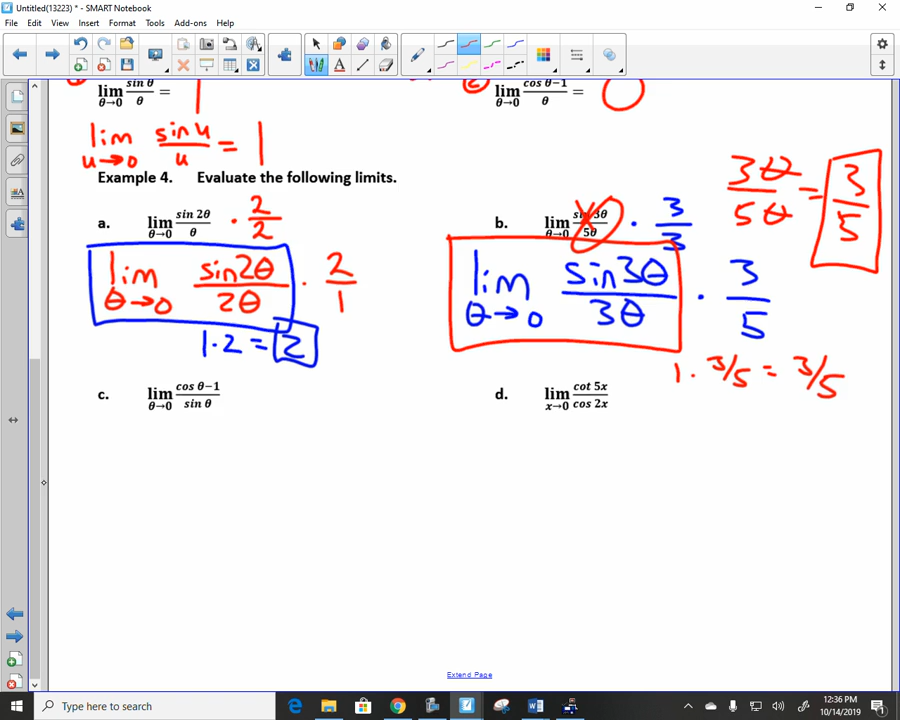 Untitled(13223) * - SMART Notebook
File Edit View Insert Format Tools Add-ons Help
lim θ→0 sin θ / θ = 1
lim θ→0 cos θ−1 / θ = 0
lim u→0 sin u / u = 1
Example 4. Evaluate the following limits.
3θ / 5θ = 3/5
a. lim θ→0 sin 2θ / θ · 2/2
b. lim θ→0 sin 3θ / 5θ · 3/3
lim θ→0 sin2θ / 2θ · 2/1
lim θ→0 sin3θ / 3θ · 3/5
1·2 = 2
1 · 3/5 = 3/5
c. lim θ→0 cos θ−1 / sin θ
d. lim x→0 cot 5x / cos 2x
Extend Page
Type here to search
12:36 PM
10/14/2019